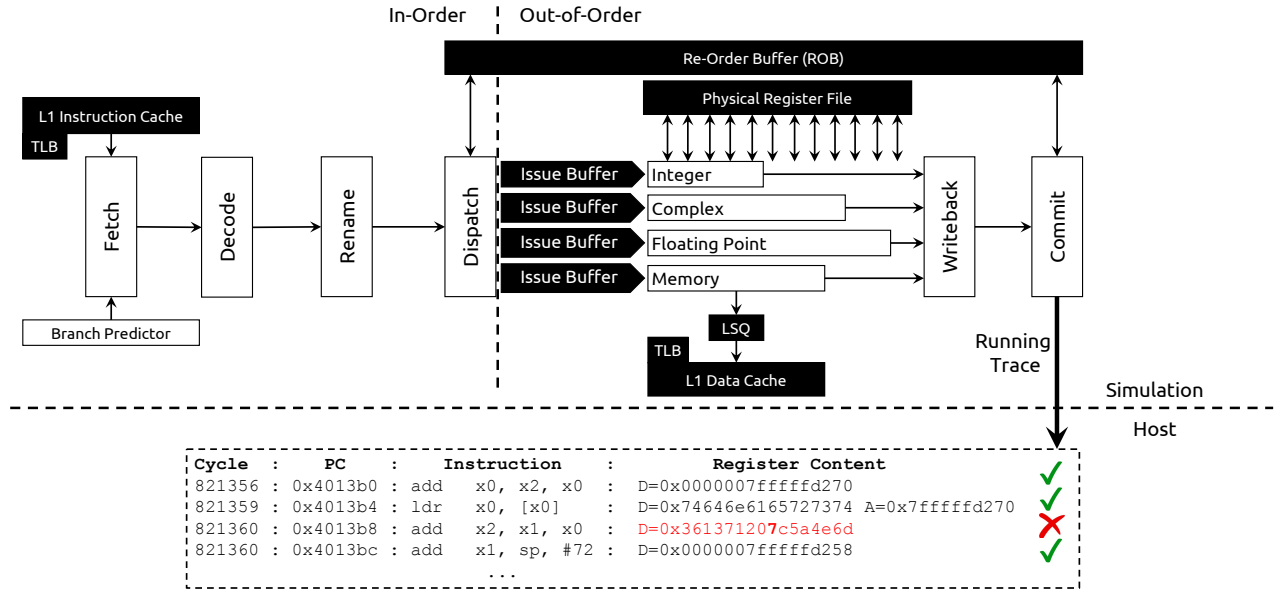 In-Order Out-of-Order
Re-Order Buffer (ROB)
Physical Register File
L1 Instruction Cache
TLB
Fetch
Decode
Rename
Dispatch
Issue Buffer Integer
Issue Buffer Complex
Issue Buffer Floating Point
Issue Buffer Memory
Writeback
Commit
Branch Predictor
LSQ
TLB
L1 Data Cache
Running
Trace
Simulation
Host
Cycle : PC : Instruction : Register Content
821356 : 0x4013b0 : add x0, x2, x0 : D=0x0000007fffffd270
821359 : 0x4013b4 : ldr x0, [x0] : D=0x74646e6165727374 A=0x7fffffd270
821360 : 0x4013b8 : add x2, x1, x0 : D=0x361371207c5a4e6d
821360 : 0x4013bc : add x1, sp, #72 : D=0x0000007fffffd258
...